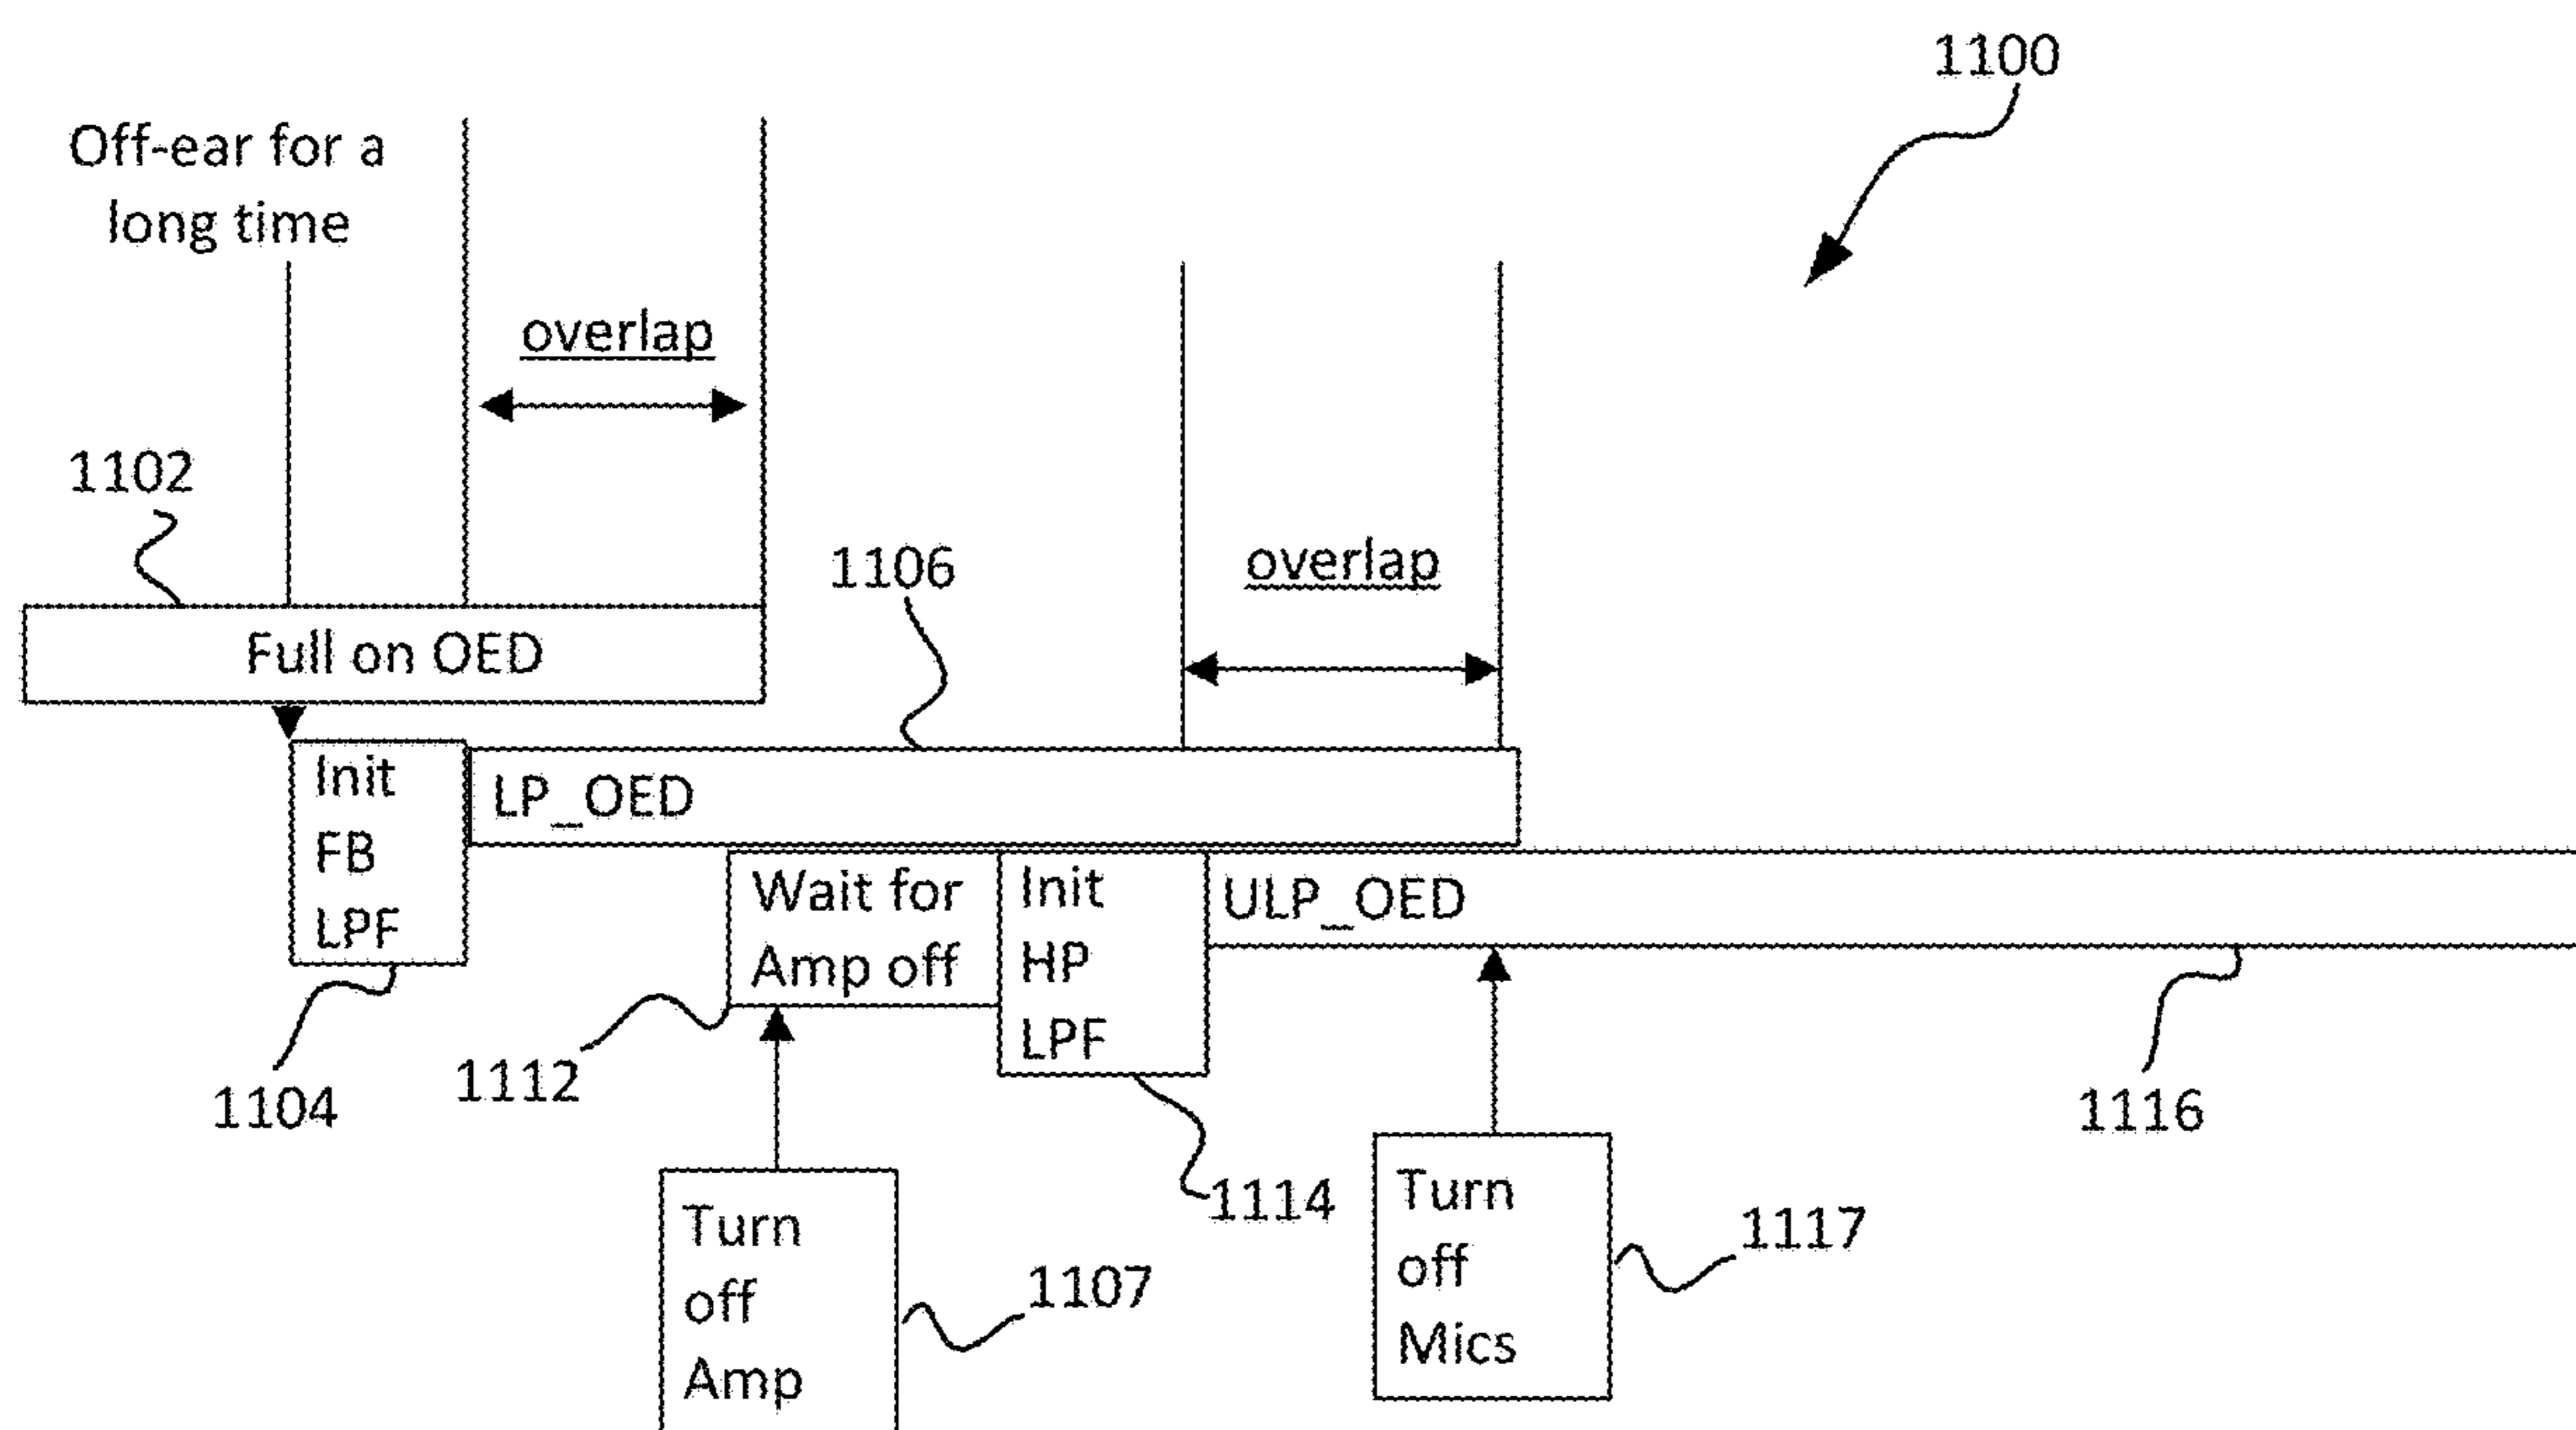 1100
Off-ear for a
long time
overlap
1102
1106
overlap
Full on OED
Init
FB
LPF
LP_OED
Wait for
Amp off
Init
HP
LPF
ULP_OED
1104
1112
1114
1116
Turn
off
Amp
1107
Turn
off
Mics
1117